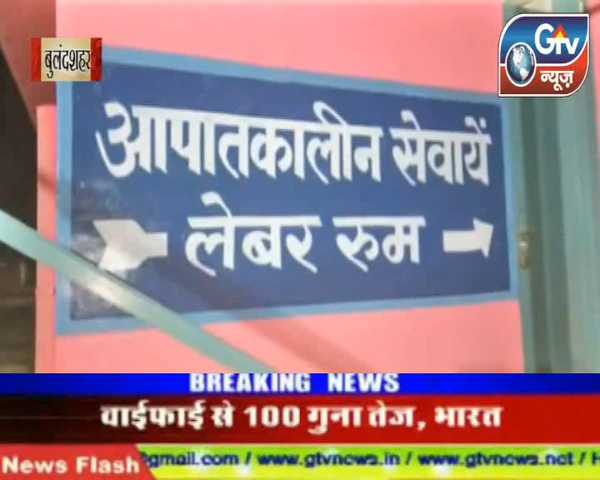 बुलंदशहर
Gtv
न्यूज़
आपातकालीन सेवायें
लेबर रुम
BREAKING NEWS
वाईफाई से 100 गुना तेज, भारत
News Flash
@gmail.com / www.gtvnews.in / www.gtvnews.net / H